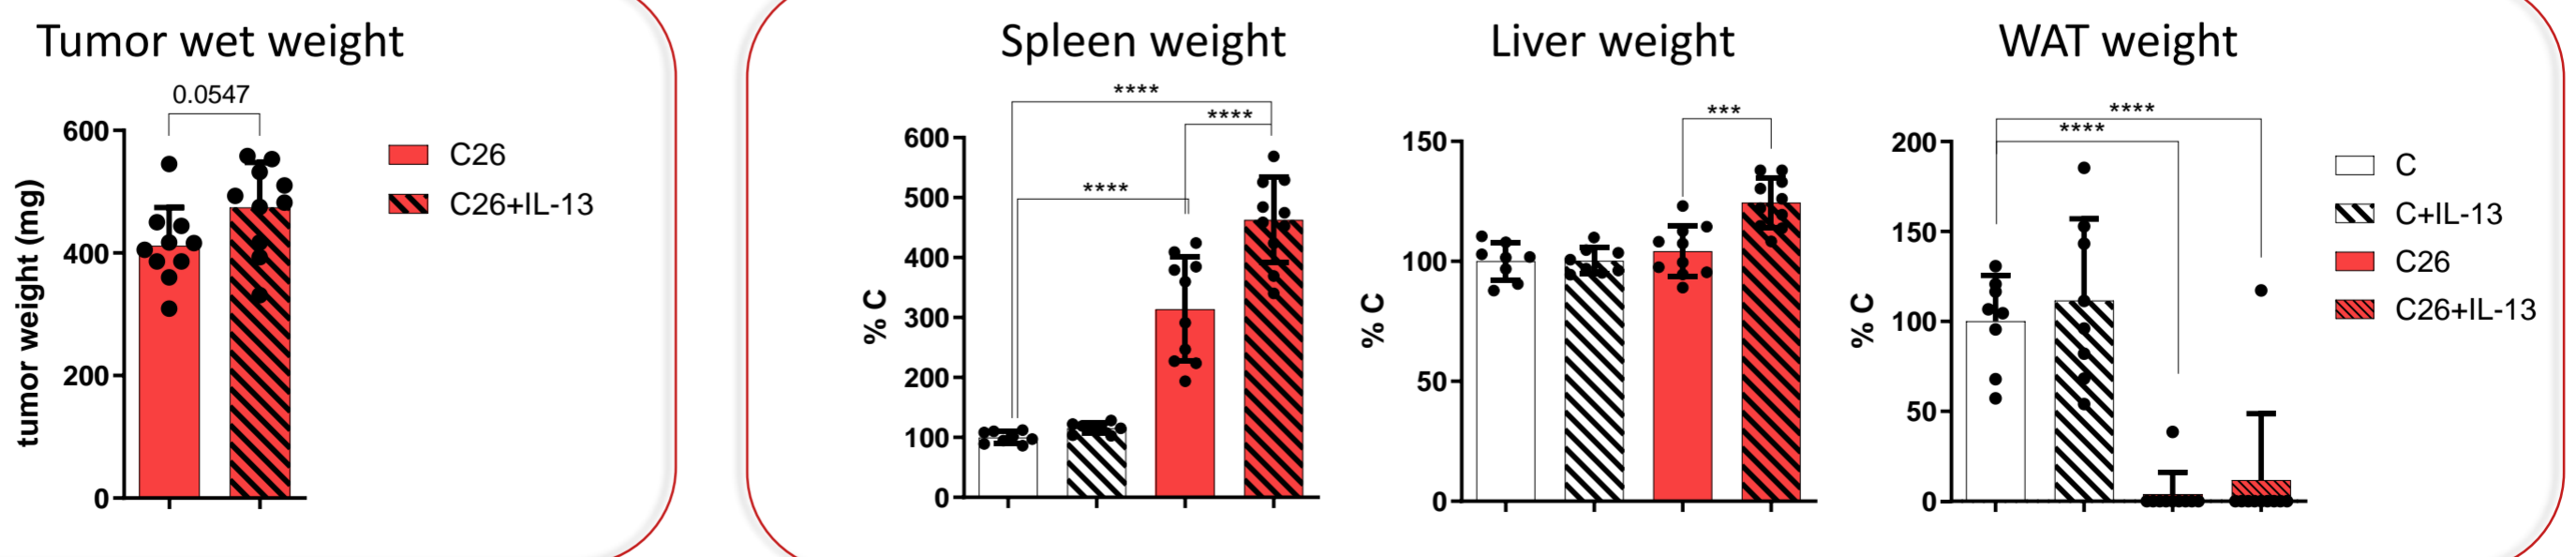 Tumor wet weight
0.0547
tumor weight (mg)
600
400
200
0
C26
C26+IL-13
Spleen weight
****
****
****
% C
600
500
400
300
200
100
0
Liver weight
***
% C
150
100
50
0
WAT weight
****
****
% C
200
150
100
50
0
C
C+IL-13
C26
C26+IL-13